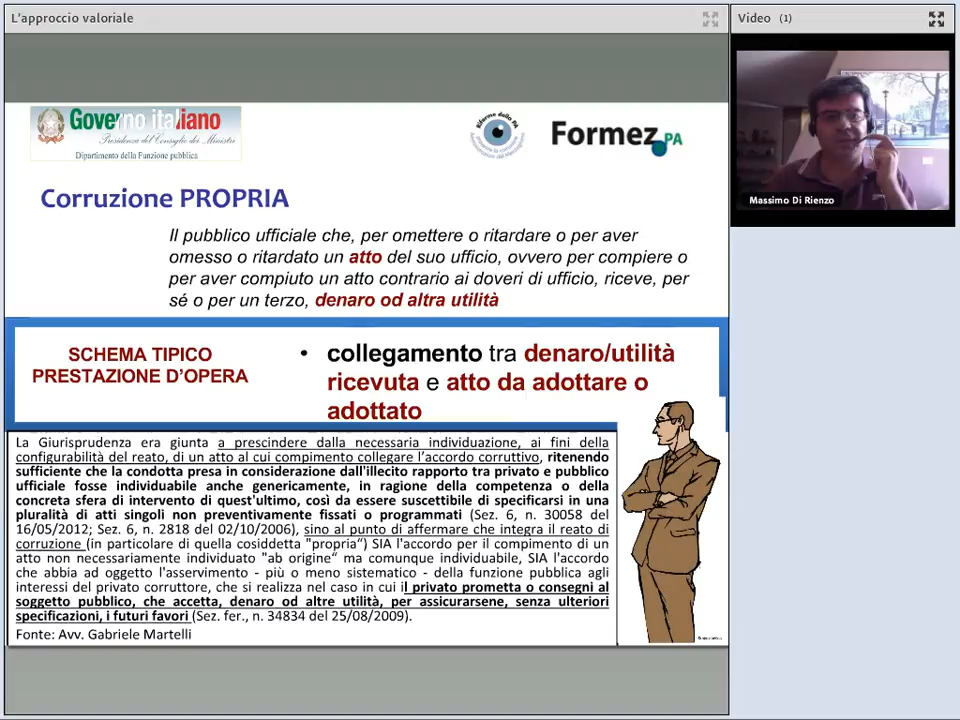 L'approccio valoriale
Video (1)
Governo italiano
Presidenza del Consiglio dei Ministri
Dipartimento della Funzione pubblica
Riforme della PA
Formez PA
Massimo Di Rienzo
Corruzione PROPRIA
Il pubblico ufficiale che, per omettere o ritardare o per aver
omesso o ritardato un atto del suo ufficio, ovvero per compiere o
per aver compiuto un atto contrario ai doveri di ufficio, riceve, per
sé o per un terzo, denaro od altra utilità
SCHEMA TIPICO
PRESTAZIONE D'OPERA
• collegamento tra denaro/utilità
ricevuta e atto da adottare o
adottato
La Giurisprudenza era giunta a prescindere dalla necessaria individuazione, ai fini della
configurabilità del reato, di un atto al cui compimento collegare l'accordo corruttivo, ritenendo
sufficiente che la condotta presa in considerazione dall'illecito rapporto tra privato e pubblico
ufficiale fosse individuabile anche genericamente, in ragione della competenza o della
concreta sfera di intervento di quest'ultimo, così da essere suscettibile di specificarsi in una
pluralità di atti singoli non preventivamente fissati o programmati (Sez. 6, n. 30058 del
16/05/2012; Sez. 6, n. 2818 del 02/10/2006), sino al punto di affermare che integra il reato di
corruzione (in particolare di quella cosiddetta "propria") SIA l'accordo per il compimento di un
atto non necessariamente individuato "ab origine" ma comunque individuabile, SIA l'accordo
che abbia ad oggetto l'asservimento - più o meno sistematico - della funzione pubblica agli
interessi del privato corruttore, che si realizza nel caso in cui il privato prometta o consegni al
soggetto pubblico, che accetta, denaro od altre utilità, per assicurarsene, senza ulteriori
specificazioni, i futuri favori (Sez. fer., n. 34834 del 25/08/2009).
Fonte: Avv. Gabriele Martelli